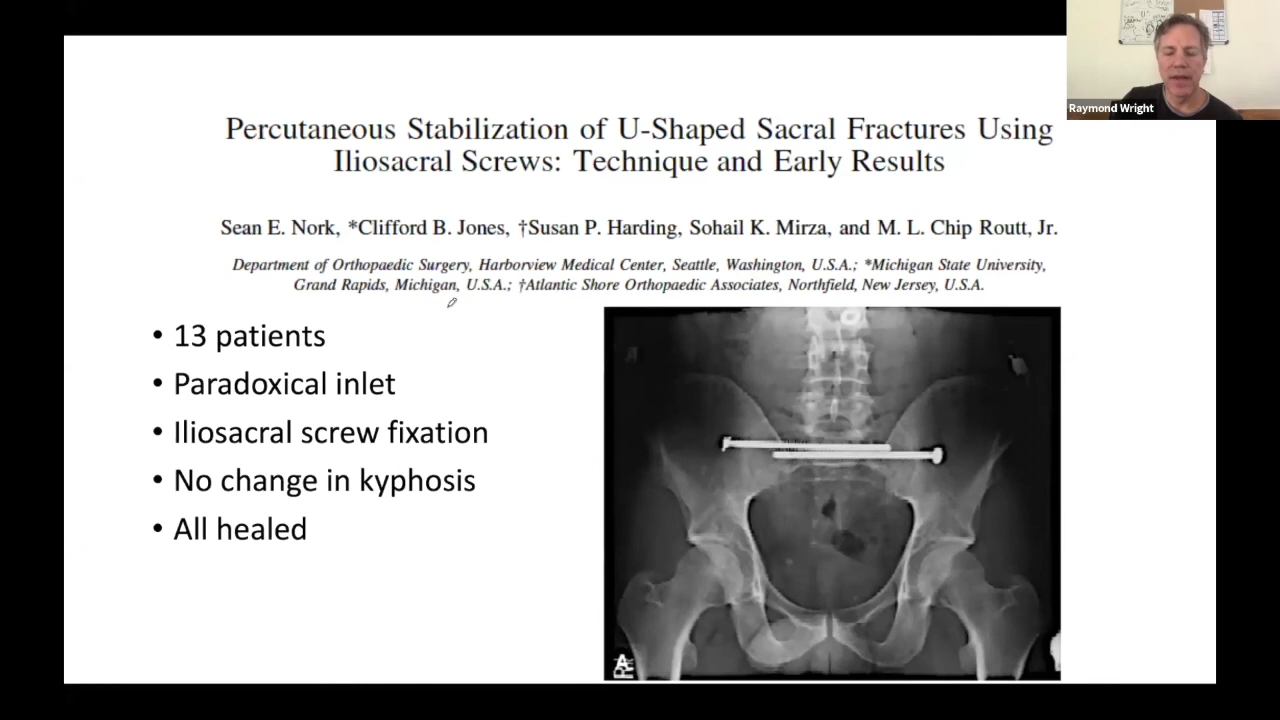 Raymond Wright
Percutaneous Stabilization of U-Shaped Sacral Fractures Using
Iliosacral Screws: Technique and Early Results
Sean E. Nork, *Clifford B. Jones, †Susan P. Harding, Sohail K. Mirza, and M. L. Chip Routt, Jr.
Department of Orthopaedic Surgery, Harborview Medical Center, Seattle, Washington, U.S.A.; *Michigan State University,
Grand Rapids, Michigan, U.S.A.; †Atlantic Shore Orthopaedic Associates, Northfield, New Jersey, U.S.A.
• 13 patients
• Paradoxical inlet
• Iliosacral screw fixation
• No change in kyphosis
• All healed